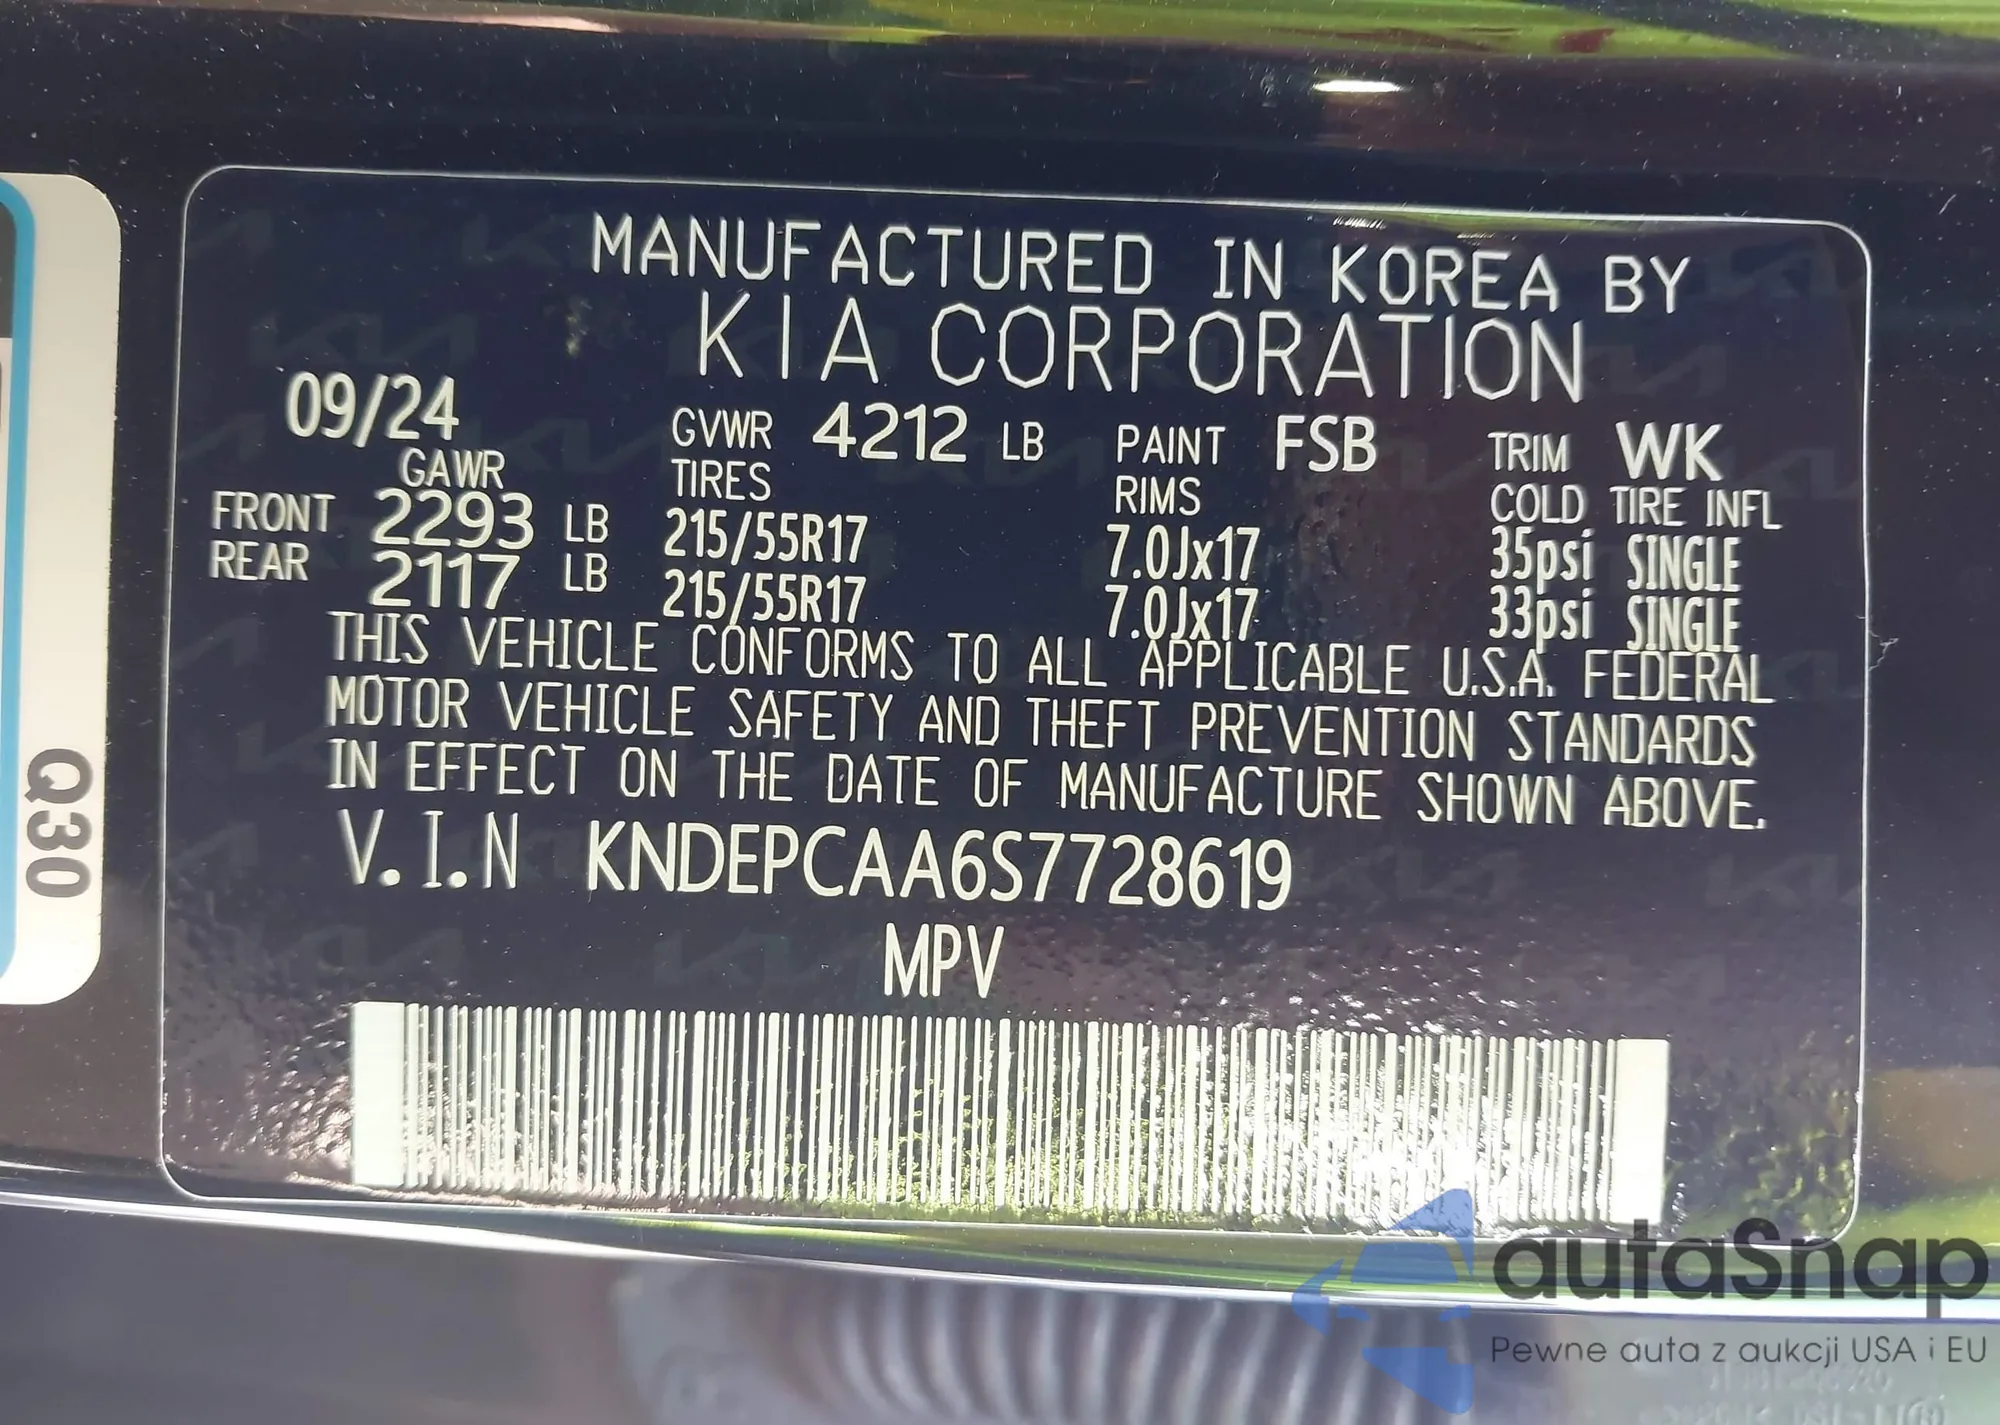 MANUFACTURED IN KOREA BY
KIA CORPORATION
09/24 GVWR 4212 LB PAINT FSB TRIM WK
GAWR TIRES RIMS COLD TIRE INFL
FRONT 2293 LB 215/55R17 7.0Jx17 35psi SINGLE
REAR 2117 LB 215/55R17 7.0Jx17 33psi SINGLE
THIS VEHICLE CONFORMS TO ALL APPLICABLE U.S.A. FEDERAL
MOTOR VEHICLE SAFETY AND THEFT PREVENTION STANDARDS
IN EFFECT ON THE DATE OF MANUFACTURE SHOWN ABOVE.
V.I.N KNDEPCAA6S7728619
MPV
Q30
autaSnap
Pewne auta z aukcji USA i EU